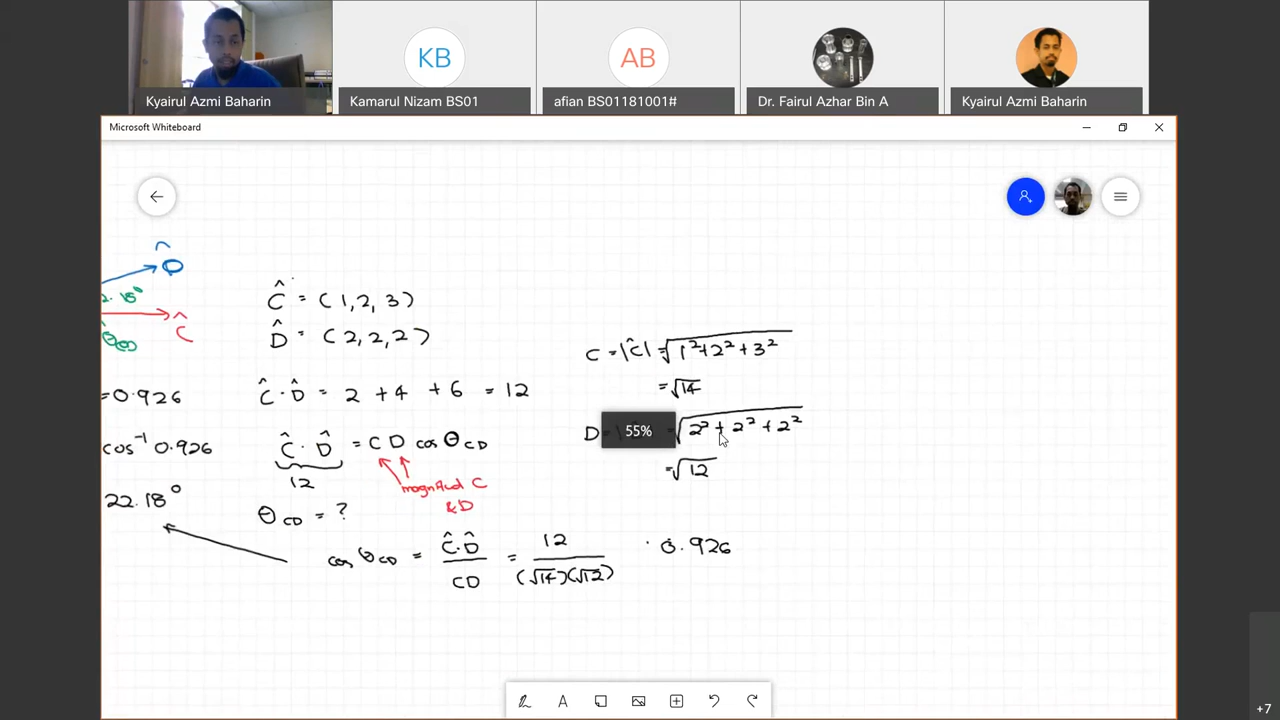 KB
AB
Kyairul Azmi Baharin
Kamarul Nizam BS01
afian BS01181001#
Dr. Fairul Azhar Bin A
Kyairul Azmi Baharin
Microsoft Whiteboard
D̂
2.18°
Ĉ
θCD
Ĉ = (1,2,3)
D̂ = (2,2,2)
C = |Ĉ| = √1²+2²+3²
= √14
= 0.926
Ĉ·D̂ = 2 + 4 + 6 = 12
55%
D = √2²+2²+2²
= √12
cos⁻¹ 0.926
Ĉ·D̂ = C D cos θCD
12
magnitud C
& D
22.18°
θCD = ?
cos θCD = Ĉ·D̂ / CD = 12 / (√14)(√12)
0.926
A
+7